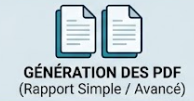 GÉNÉRATION DES PDF
(Rapport Simple / Avancé)